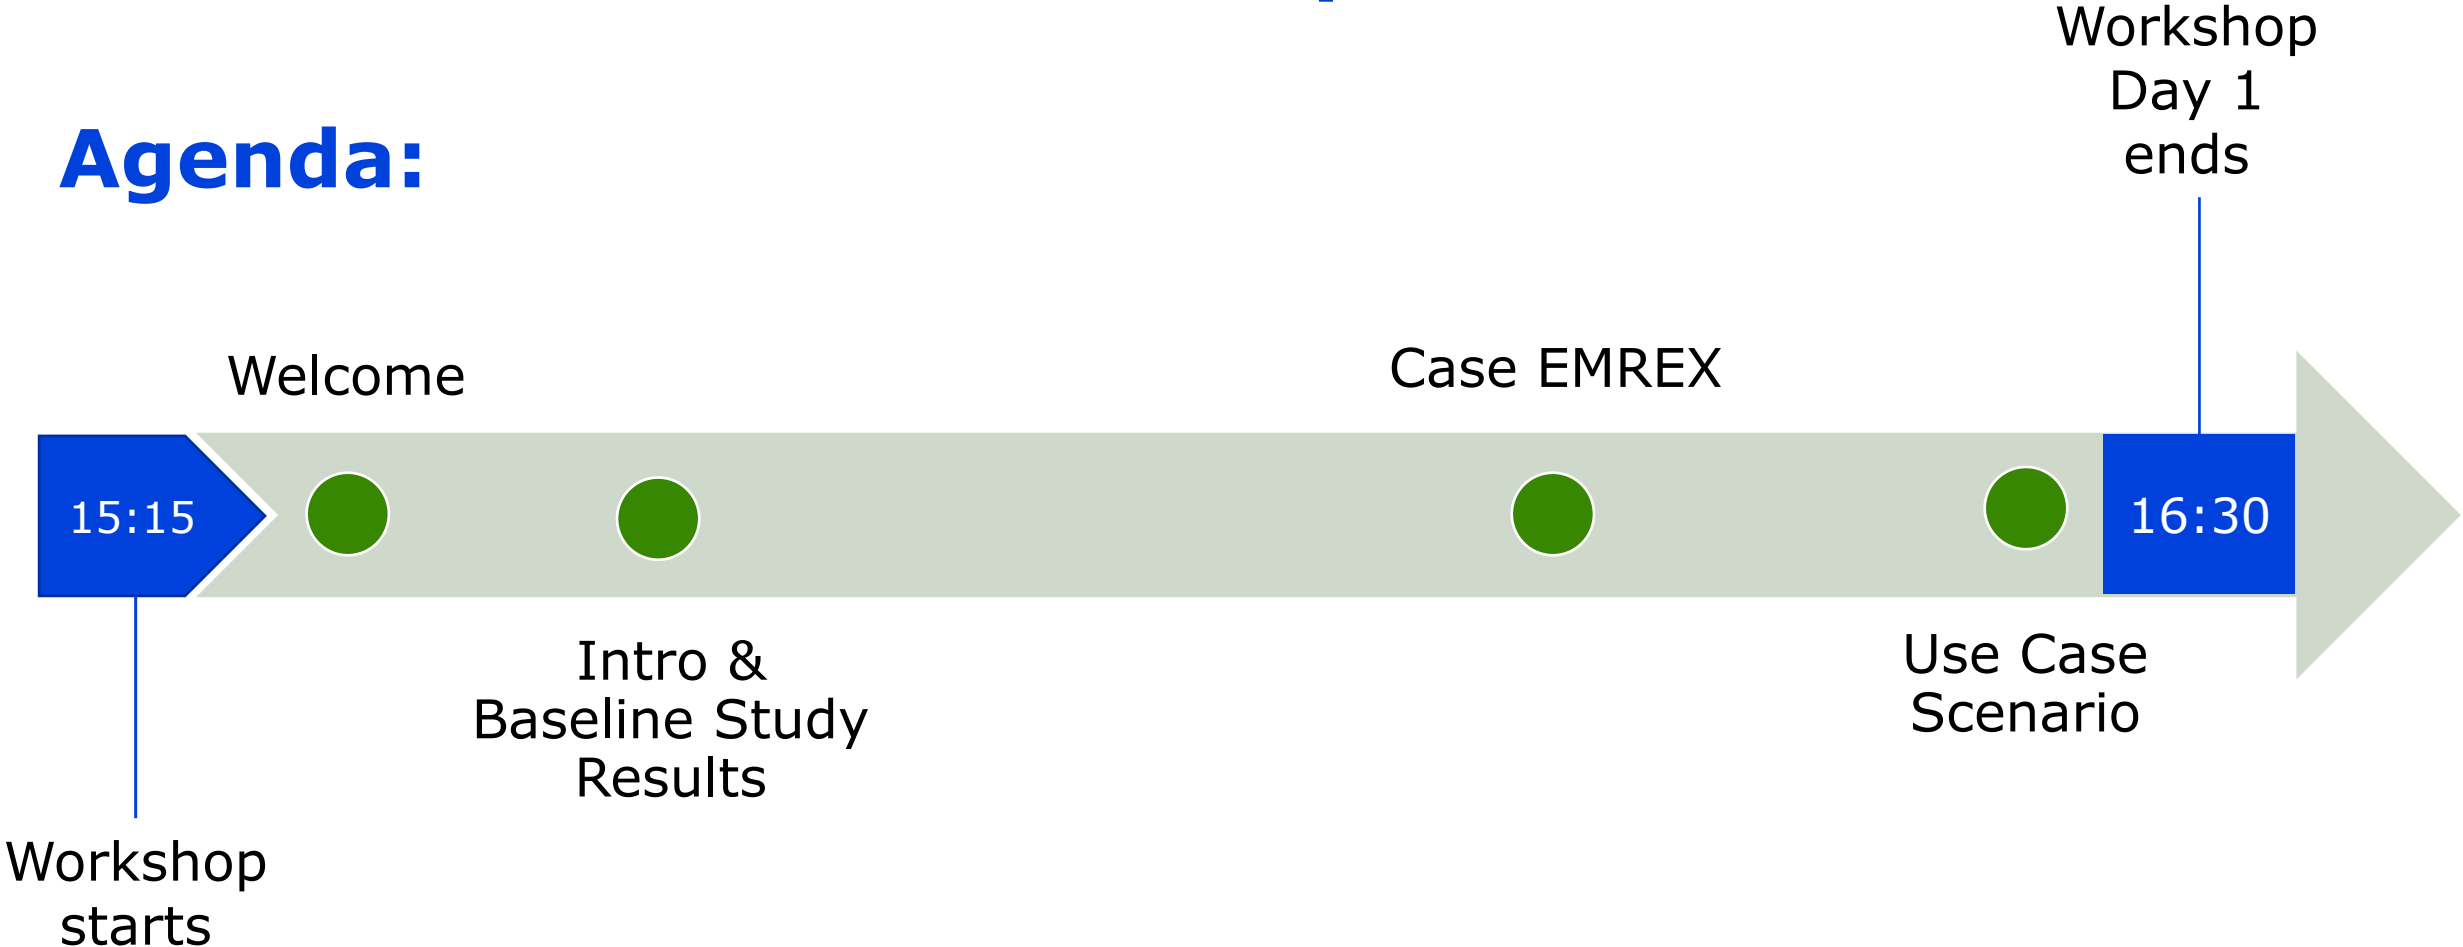 Agenda:
Workshop
Day 1
ends
Welcome
Case EMREX
15:15
16:30
Intro &
Baseline Study
Results
Use Case
Scenario
Workshop
starts